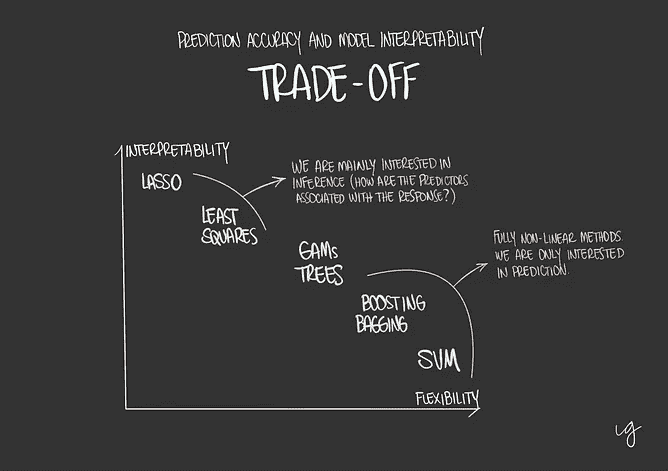 PREDICTION ACCURACY AND MODEL INTERPRETABILITY
TRADE-OFF
INTERPRETABILITY
LASSO
WE ARE MAINLY INTERESTED IN
INFERENCE (HOW ARE THE PREDICTORS
ASSOCIATED WITH THE RESPONSE?)
LEAST
SQUARES
GAMs
TREES
FULLY NON-LINEAR METHODS.
WE ARE ONLY INTERESTED
IN PREDICTION.
BOOSTING
BAGGING
SVM
FLEXIBILITY
ig